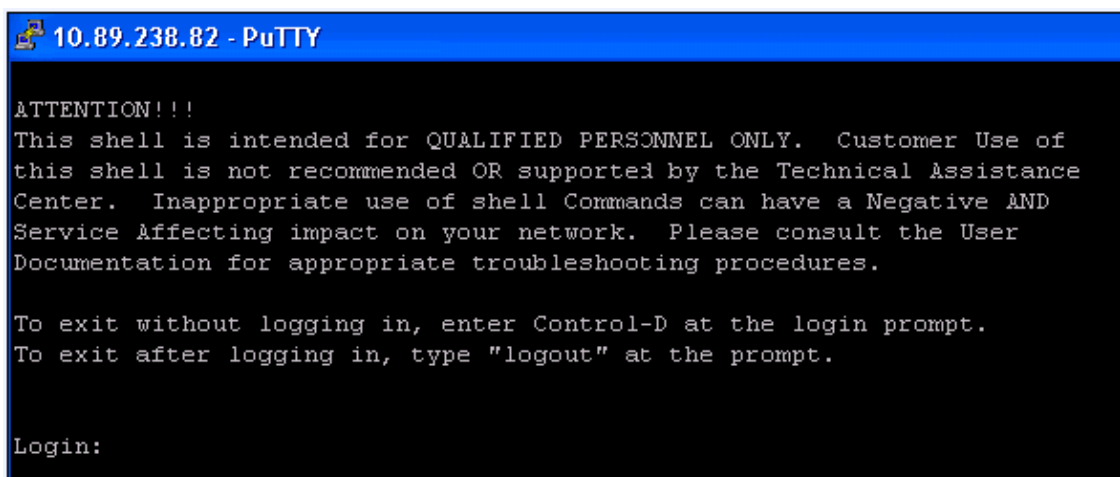 10.89.238.82 - PuTTY
ATTENTION!!!
This shell is intended for QUALIFIED PERSONNEL ONLY.  Customer Use of
this shell is not recommended OR supported by the Technical Assistance
Center.  Inappropriate use of shell Commands can have a Negative AND
Service Affecting impact on your network.  Please consult the User
Documentation for appropriate troubleshooting procedures.
To exit without logging in, enter Control-D at the login prompt.
To exit after logging in, type "logout" at the prompt.
Login: